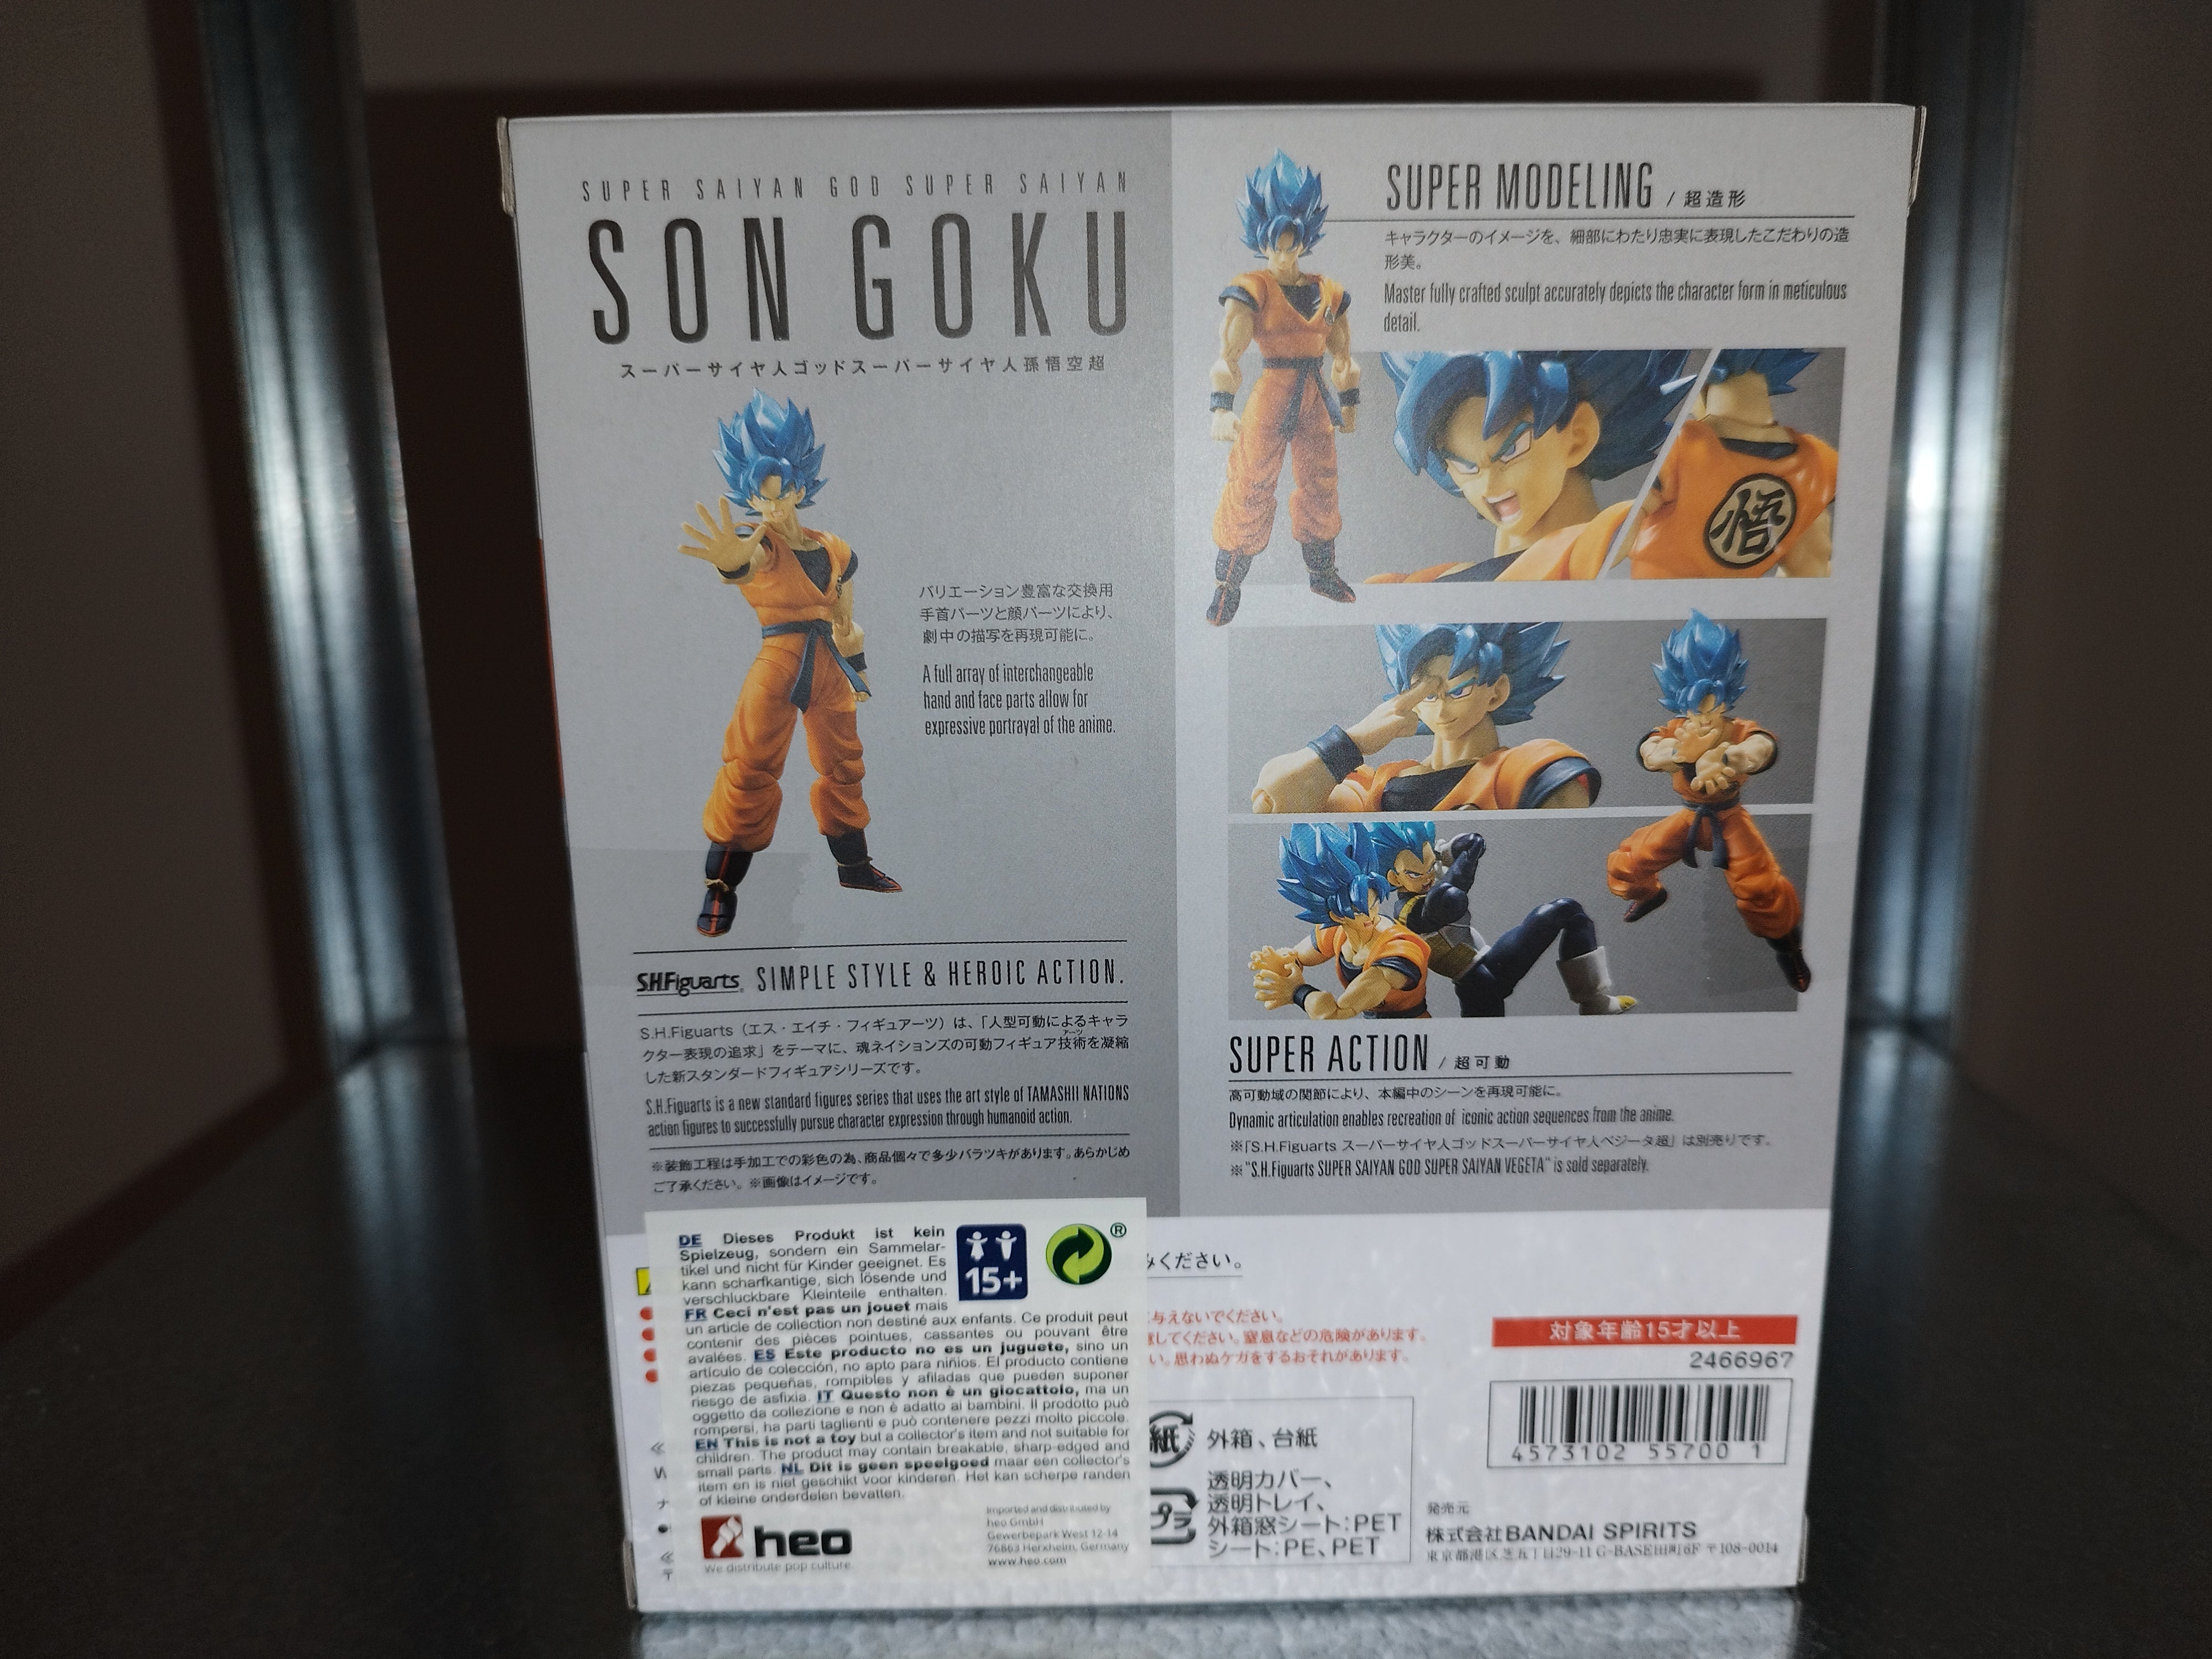 SUPER SAIYAN GOD SUPER SAIYAN
SON GOKU
スーパーサイヤ人ゴッドスーパーサイヤ人孫悟空超
バリエーション豊富な交換用
手首パーツと顔パーツにより、
劇中の描写を再現可能に。
A full array of interchangeable
hand and face parts allow for
expressive portrayal of the anime.
S.H.Figuarts SIMPLE STYLE & HEROIC ACTION.
S.H.Figuarts（エス・エイチ・フィギュアーツ）は、「人型可動によるキャラ
クター表現の追求」をテーマに、魂ネイションズの可動フィギュア技術を凝縮
アーツ
した新スタンダードフィギュアシリーズです。
S.H.Figuarts is a new standard figures series that uses the art style of TAMASHII NATIONS
action figures to successfully pursue character expression through humanoid action.
※装飾工程は手加工での彩色の為、商品個々で多少バラツキがあります。あらかじめ
ご了承ください。※画像はイメージです。
SUPER MODELING / 超造形
キャラクターのイメージを、細部にわたり忠実に表現したこだわりの造
形美。
Master fully crafted sculpt accurately depicts the character form in meticulous
detail.
悟
SUPER ACTION / 超可動
高可動域の関節により、本編中のシーンを再現可能に。
Dynamic articulation enables recreation of iconic action sequences from the anime.
※「S.H.Figuarts スーパーサイヤ人ゴッドスーパーサイヤ人ベジータ超」は別売りです。
※"S.H.Figuarts SUPER SAIYAN GOD SUPER SAIYAN VEGETA" is sold separately.
DE Dieses Produkt ist kein
Spielzeug, sondern ein Sammelar-
tikel und nicht für Kinder geeignet. Es
kann scharfkantige, sich lösende und
verschluckbare Kleinteile enthalten.
FR Ceci n'est pas un jouet mais
un article de collection non destiné aux enfants. Ce produit peut
contenir des pièces pointues, cassantes ou pouvant être
avalées. ES Este producto no es un juguete, sino un
artículo de colección, no apto para niños. El producto contiene
piezas pequeñas, rompibles y afiladas que pueden suponer
riesgo de asfixia. IT Questo non è un giocattolo, ma un
oggetto da collezione e non è adatto ai bambini. Il prodotto può
rompersi, ha parti taglienti e può contenere pezzi molto piccole.
EN This is not a toy but a collector's item and not suitable for
children. The product may contain breakable, sharp-edged and
small parts. NL Dit is geen speelgoed maar een collector's
item en is niet geschikt voor kinderen. Het kan scherpe randen
of kleine onderdelen bevatten.
15+
®
heo
We distribute pop culture.
Imported and distributed by
heo GmbH
Gewerbepark West 12-14
76863 Herxheim, Germany
www.heo.com
ください。
与えないでください。
してください。窒息などの危険があります。
い。思わぬケガをするおそれがあります。
紙 外箱、台紙
プラ 透明カバー、
透明トレイ、
外箱窓シート：PET
シート：PE、PET
対象年齢15才以上
2466967
4573102 55700 1
発売元
株式会社BANDAI SPIRITS
東京都港区芝五丁目29-11 G-BASE田町6F 〒108-0014